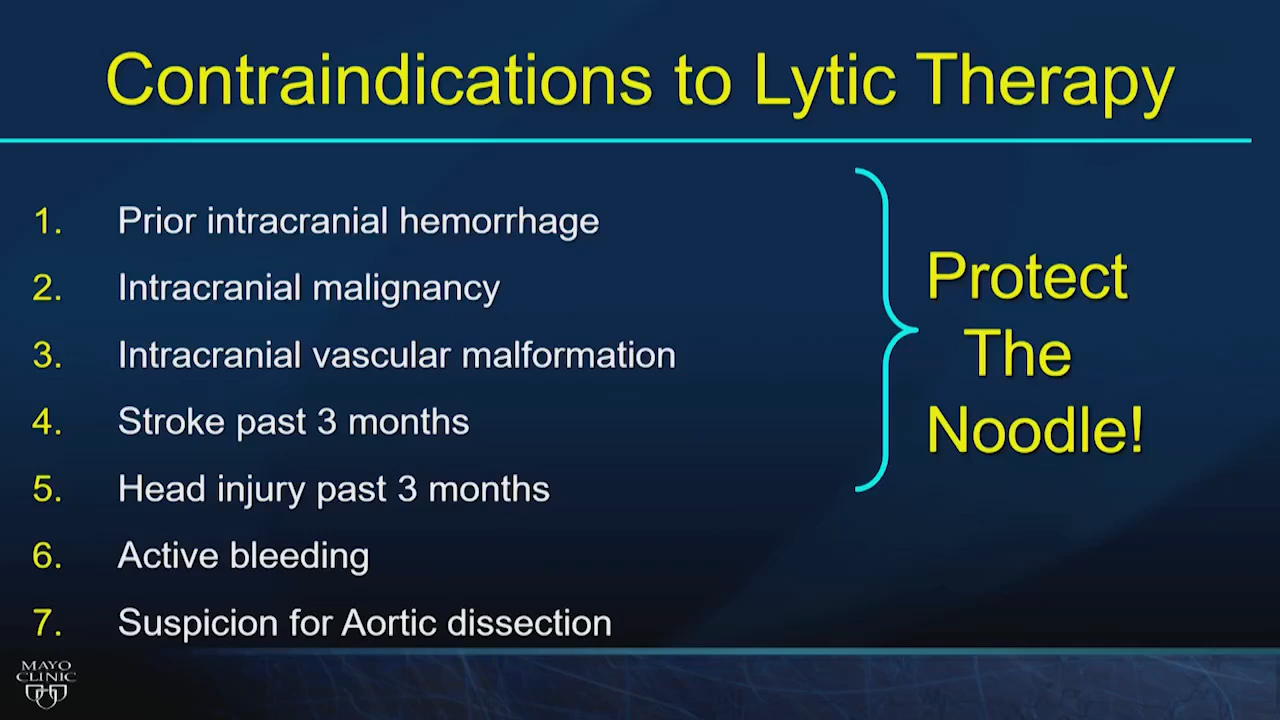 Contraindications to Lytic Therapy
1. Prior intracranial hemorrhage
2. Intracranial malignancy
3. Intracranial vascular malformation
4. Stroke past 3 months
5. Head injury past 3 months
6. Active bleeding
7. Suspicion for Aortic dissection
Protect
The
Noodle!
MAYO
CLINIC